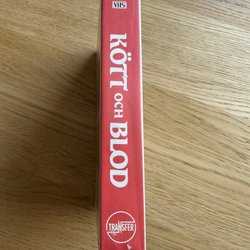 VHS
KÖTT OCH BLOD
TRANSFER